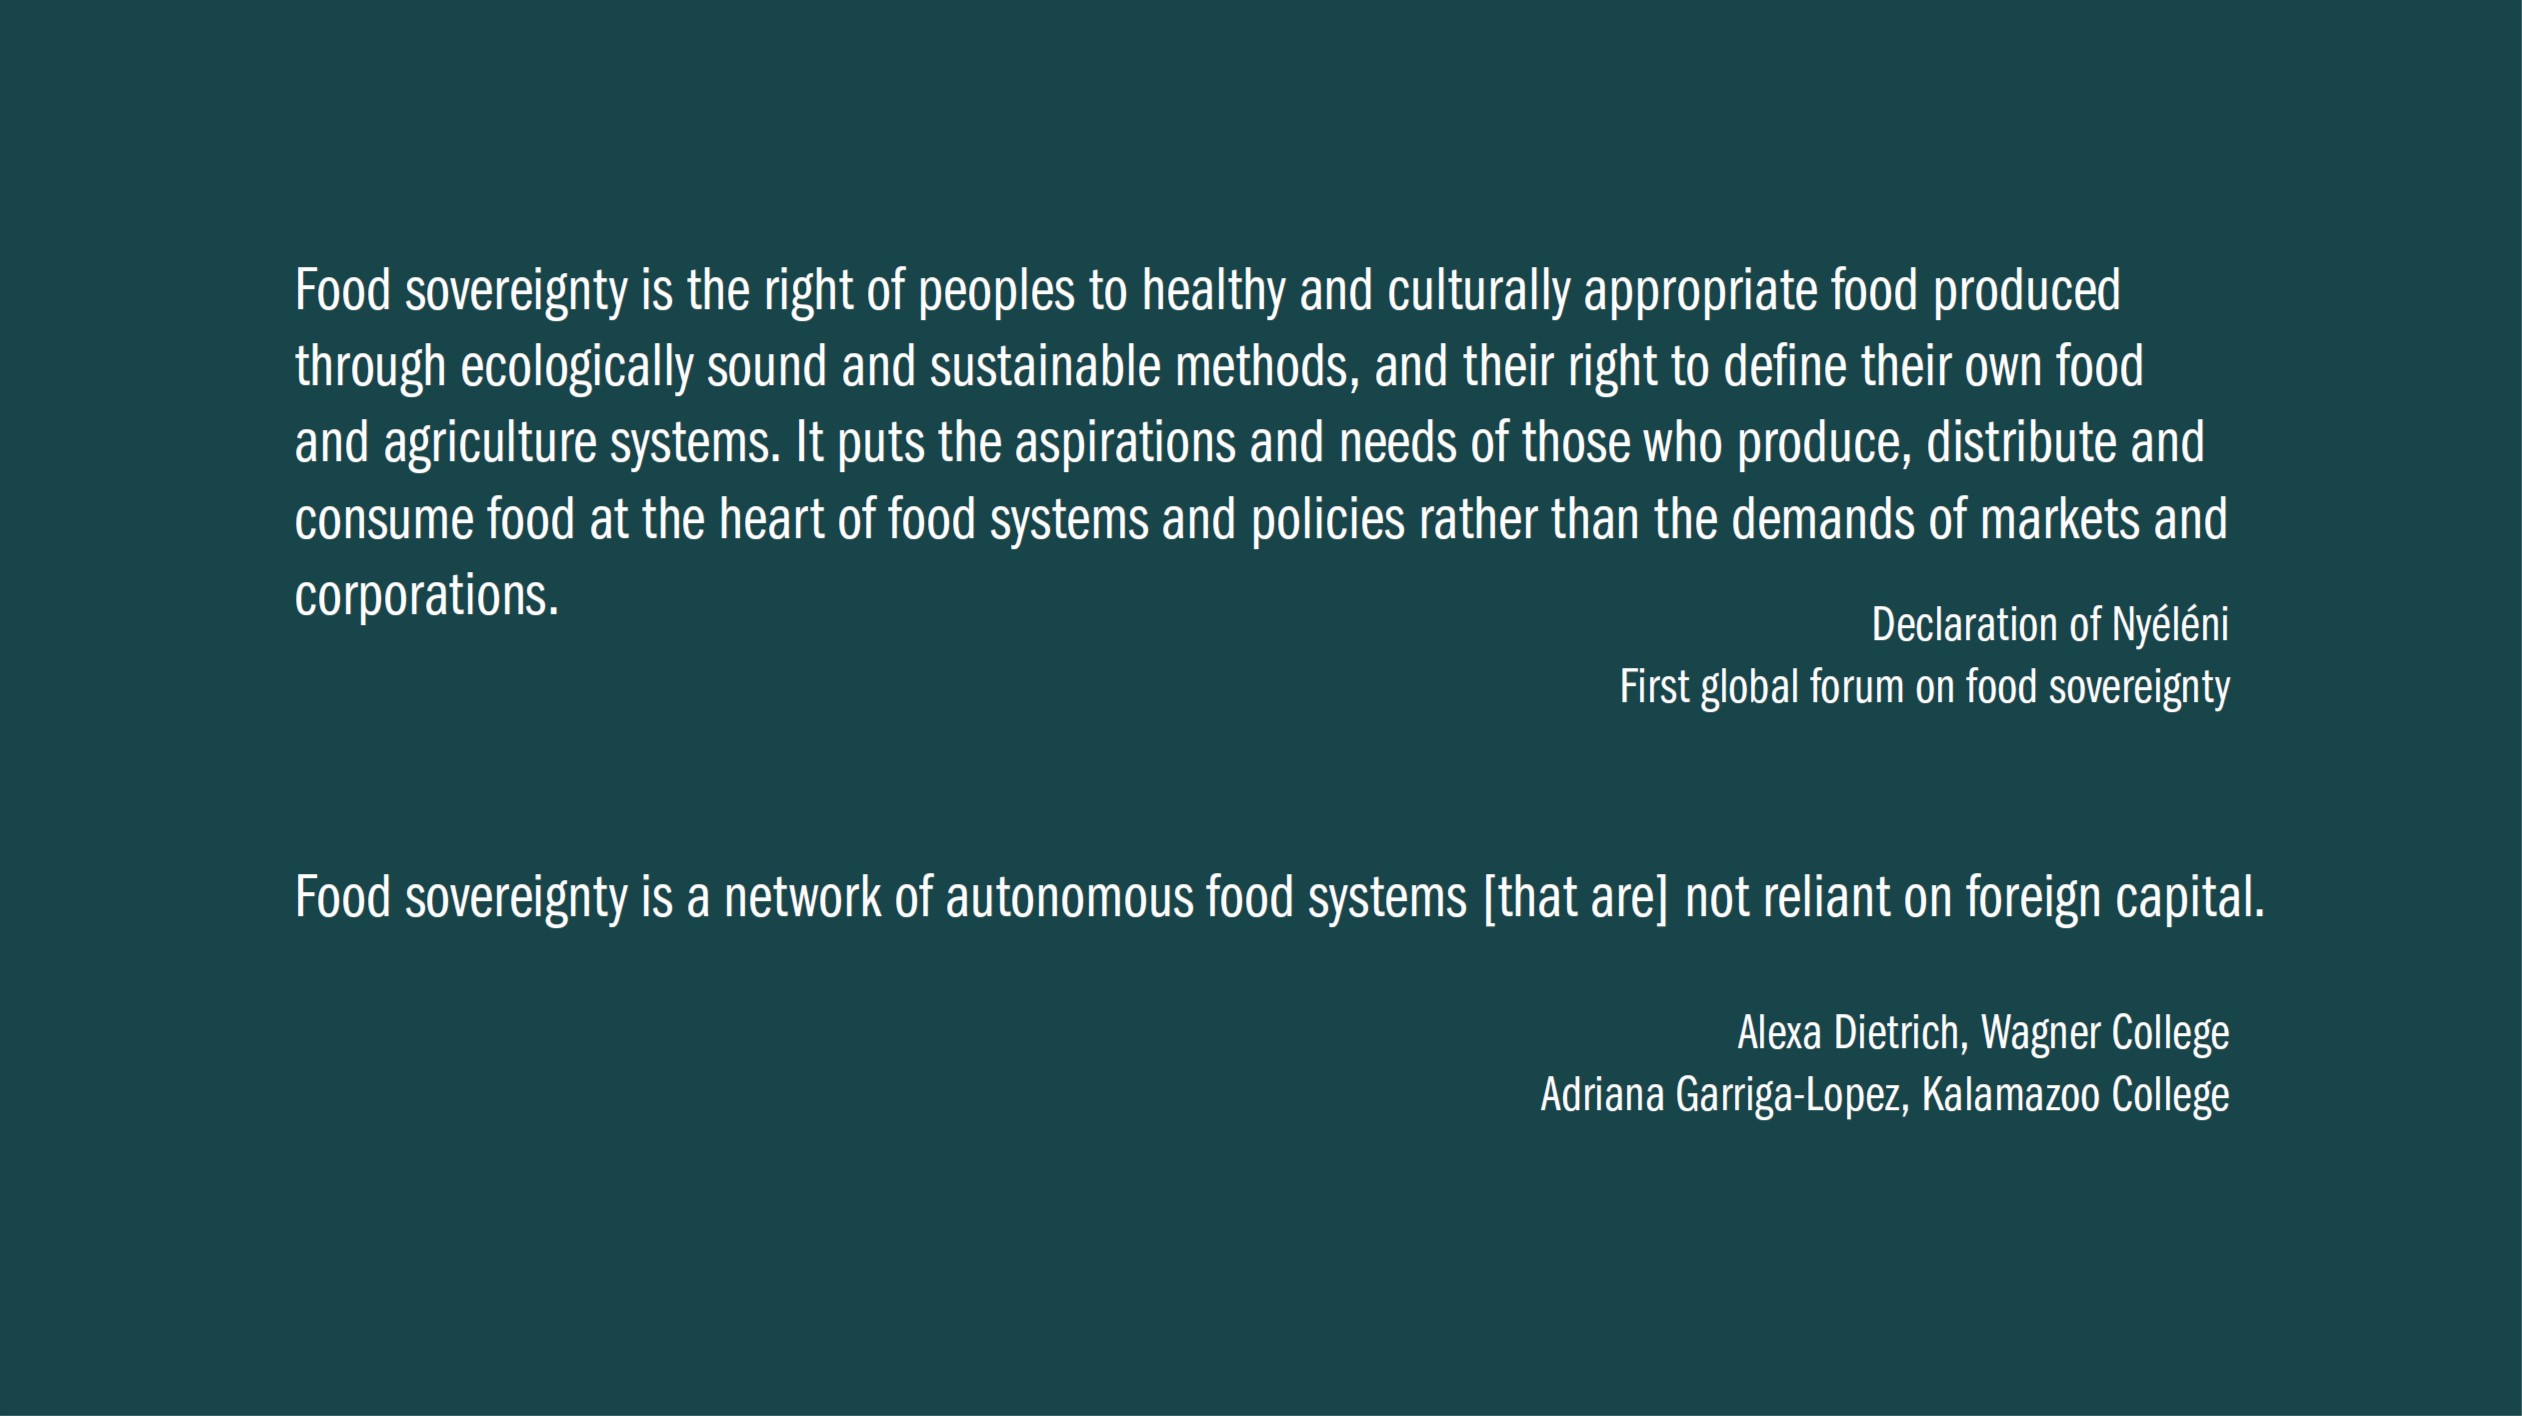 Food sovereignty is the right of peoples to healthy and culturally appropriate food produced
through ecologically sound and sustainable methods, and their right to define their own food
and agriculture systems. It puts the aspirations and needs of those who produce, distribute and
consume food at the heart of food systems and policies rather than the demands of markets and
corporations.
Declaration of Nyéléni
First global forum on food sovereignty
Food sovereignty is a network of autonomous food systems [that are] not reliant on foreign capital.
Alexa Dietrich, Wagner College
Adriana Garriga-Lopez, Kalamazoo College